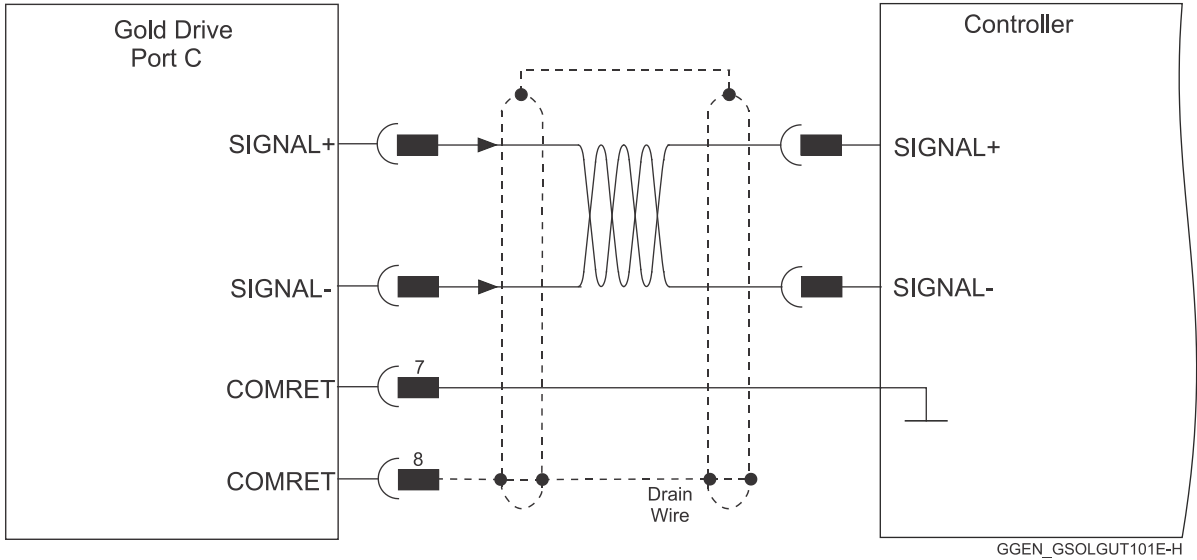 Gold Drive
Port C
Controller
SIGNAL+
SIGNAL+
SIGNAL-
SIGNAL-
COMRET
7
COMRET
8
Drain
Wire
GGEN_GSOLGUT101E-H